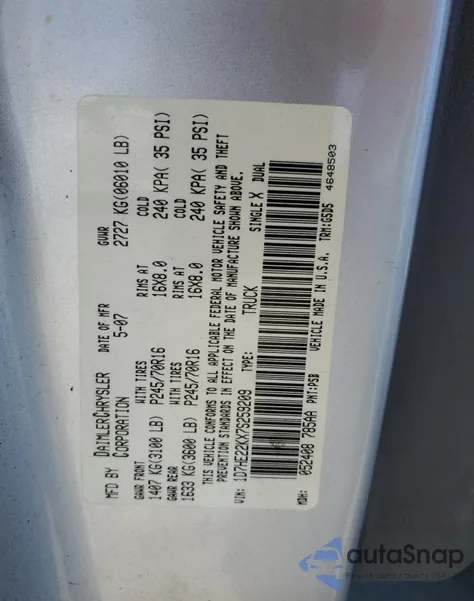 MFD BY DAIMLERCHRYSLER CORPORATION DATE OF MFR 5-07 GVWR 2727 KG(06010 LB)
GAWR FRONT WITH TIRES RIMS AT COLD
1407 KG(3100 LB) P245/70R16 16X8.0 240 KPA( 35 PSI)
GAWR REAR WITH TIRES RIMS AT COLD
1633 KG(3600 LB) P245/70R16 16X8.0 240 KPA( 35 PSI)
THIS VEHICLE CONFORMS TO ALL APPLICABLE FEDERAL MOTOR VEHICLE SAFETY AND THEFT
PREVENTION STANDARDS IN EFFECT ON THE DATE OF MANUFACTURE SHOWN ABOVE.
VIN: 1D7HE22KX7S259209 TYPE: TRUCK SINGLE X DUAL
MDH: 052408 785AA PNT:PSB VEHICLE MADE IN U.S.A. TRM:G5D5 4648503
autoSnap